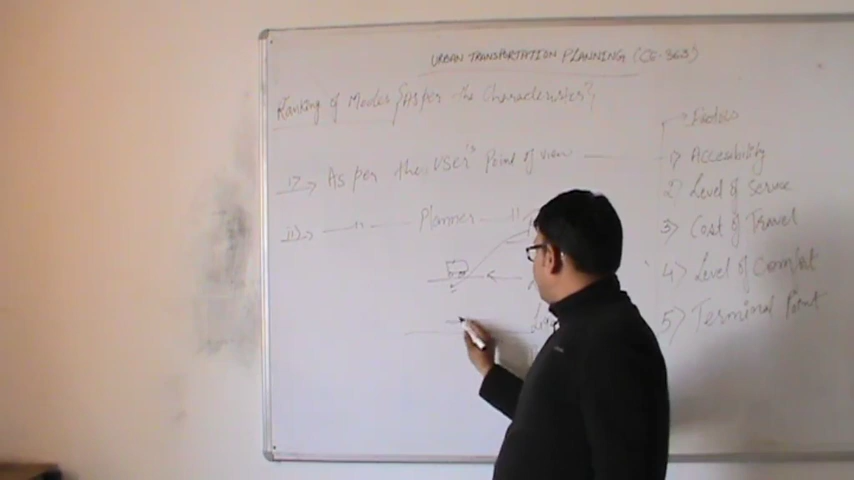 URBAN TRANSPORTATION PLANNING (CE-363)
Ranking of Modes {As per the Characteristics}
I) As per the User's Point of view
II) —"— Planner —"—
Factors
1) Accessibility
2) Level of Service
3) Cost of Travel
4) Level of Comfort
5) Terminal Point